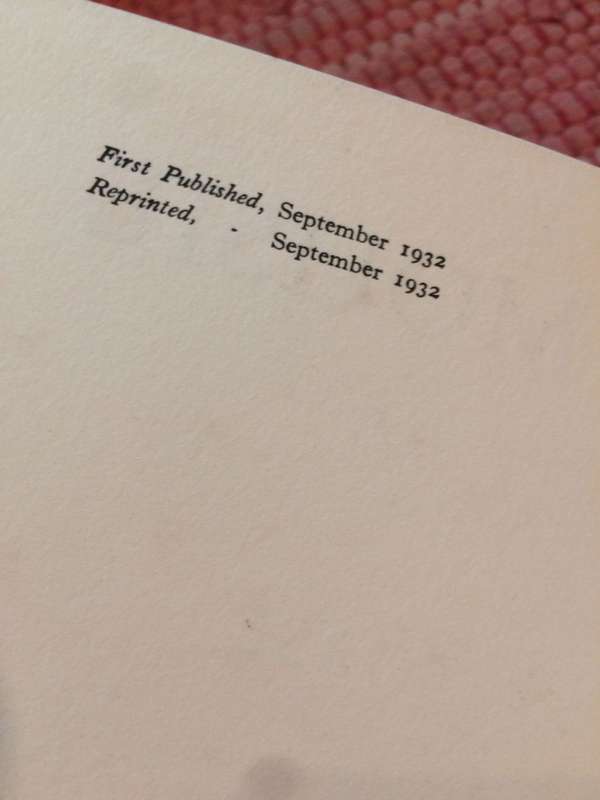 First Published, September 1932
Reprinted, - September 1932